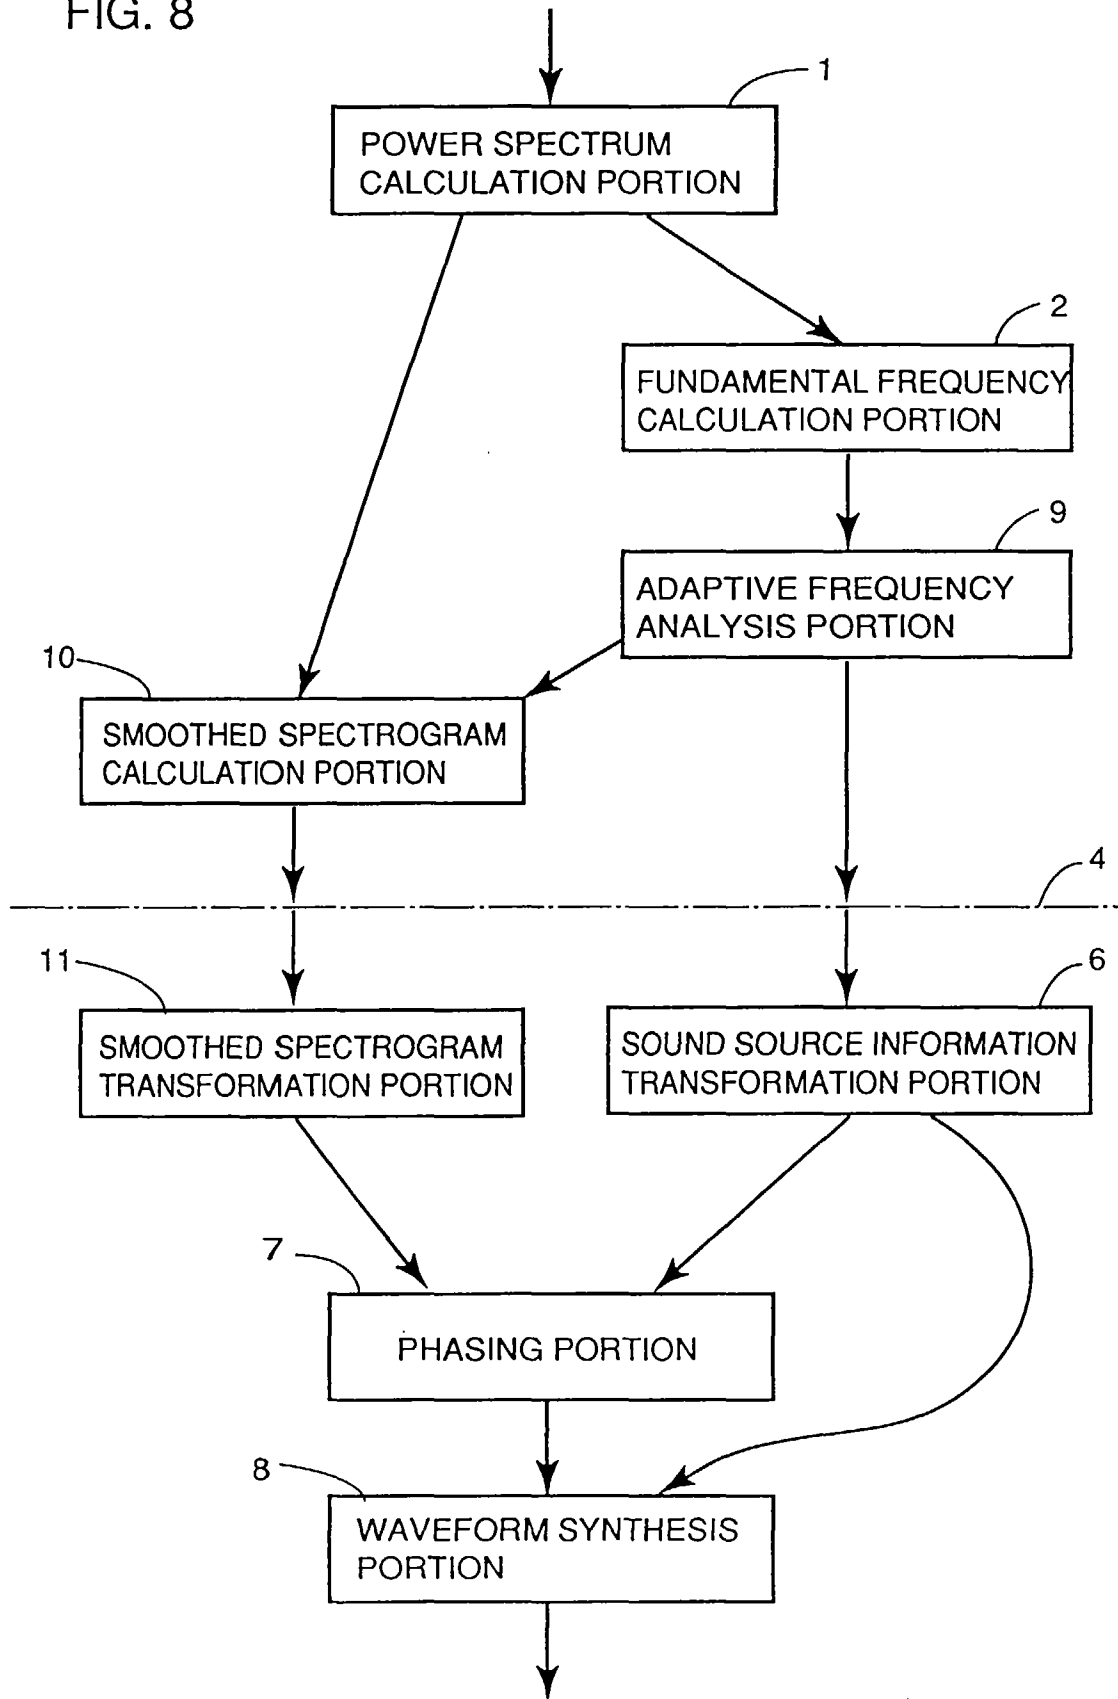 FIG. 8
1
POWER SPECTRUM
CALCULATION PORTION
2
FUNDAMENTAL FREQUENCY
CALCULATION PORTION
9
ADAPTIVE FREQUENCY
ANALYSIS PORTION
10
SMOOTHED SPECTROGRAM
CALCULATION PORTION
4
11
SMOOTHED SPECTROGRAM
TRANSFORMATION PORTION
6
SOUND SOURCE INFORMATION
TRANSFORMATION PORTION
7
PHASING PORTION
8
WAVEFORM SYNTHESIS
PORTION